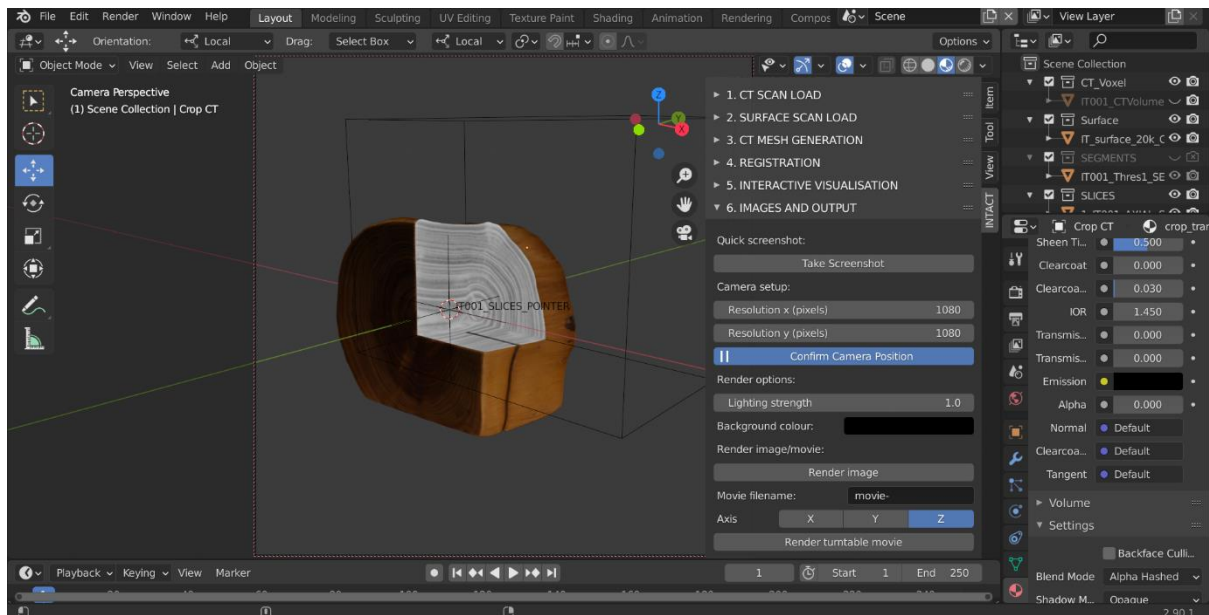 File Edit Render Window Help Layout Modeling Sculpting UV Editing Texture Paint Shading Animation Rendering Compos Scene View Layer
Orientation: Local Drag: Select Box Local Options
Object Mode View Select Add Object
Camera Perspective
(1) Scene Collection | Crop CT
Z
X
IT001_SLICES_POINTER
1. CT SCAN LOAD
2. SURFACE SCAN LOAD
3. CT MESH GENERATION
4. REGISTRATION
5. INTERACTIVE VISUALISATION
6. IMAGES AND OUTPUT
Quick screenshot:
Take Screenshot
Camera setup:
Resolution x (pixels) 1080
Resolution y (pixels) 1080
Confirm Camera Position
Render options:
Lighting strength 1.0
Background colour:
Render image/movie:
Render image
Movie filename: movie-
Axis X Y Z
Render turntable movie
Item
Tool
View
INTACT
Scene Collection
CT_Voxel
IT001_CTVolume
Surface
IT_surface_20k_C
SEGMENTS
IT001_Thres1_SE
SLICES
Crop CT crop_tran
Sheen Ti... 0.500
Clearcoat 0.000
Clearcoa... 0.030
IOR 1.450
Transmis... 0.000
Transmis... 0.000
Emission
Alpha 0.000
Normal Default
Clearcoa... Default
Tangent Default
Volume
Settings
Backface Culli...
Blend Mode Alpha Hashed
Shadow M... Opaque
Playback Keying View Marker 1 Start 1 End 250
2.90.1